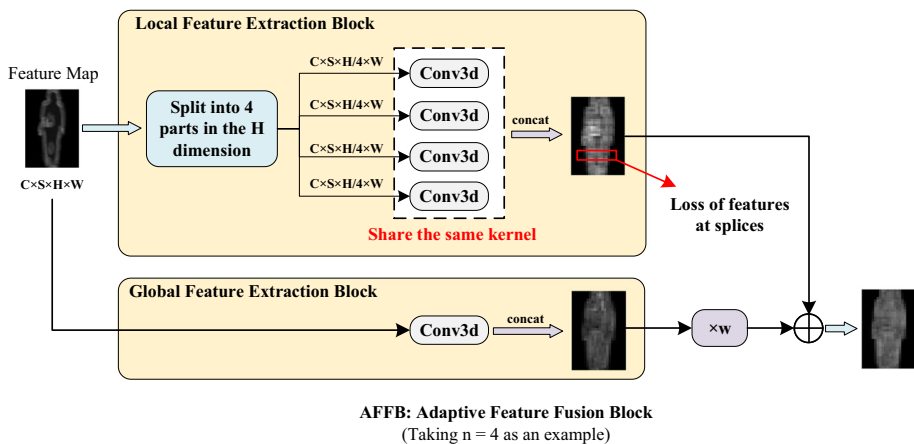 Local Feature Extraction Block
Feature Map
C×S×H×W
Split into 4
parts in the H
dimension
C×S×H/4×W
C×S×H/4×W
C×S×H/4×W
C×S×H/4×W
Conv3d
Conv3d
Conv3d
Conv3d
Share the same kernel
concat
Loss of features
at splices
Global Feature Extraction Block
Conv3d
concat
×w
AFFB: Adaptive Feature Fusion Block
(Taking n = 4 as an example)